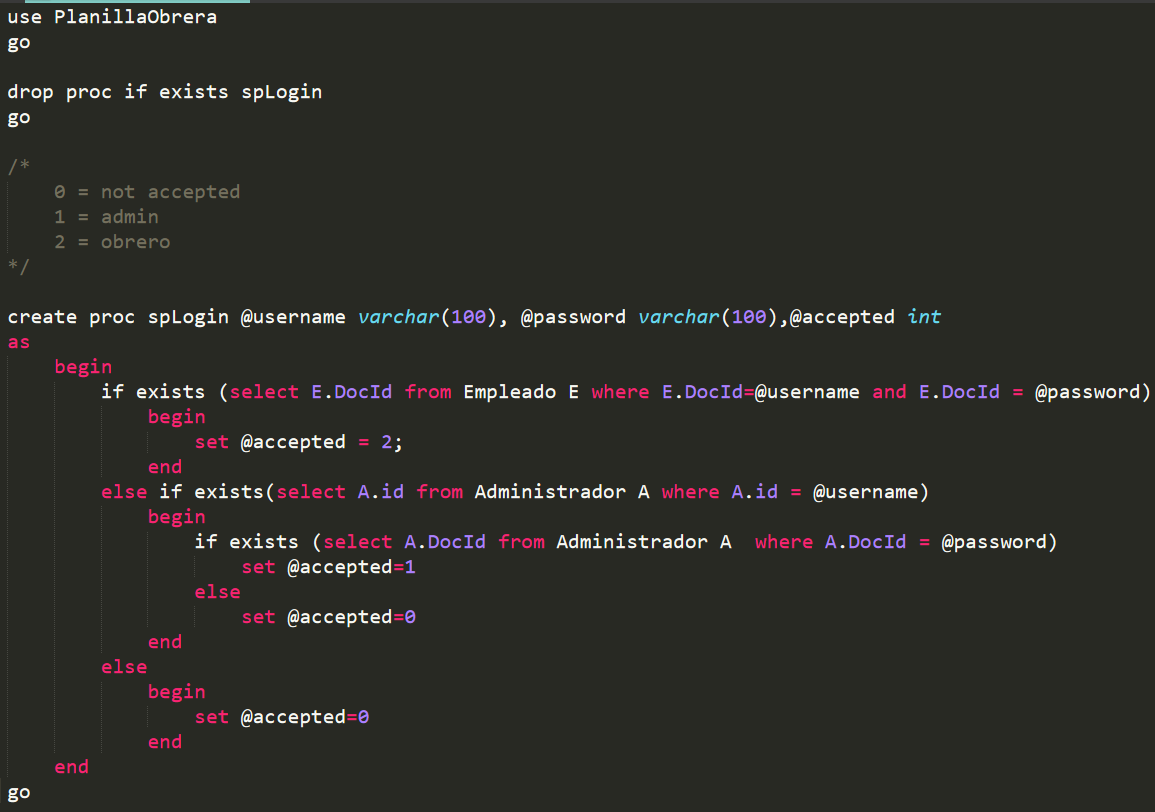 use PlanillaObrera
go
drop proc if exists spLogin
go
/*
0 = not accepted
1 = admin
2 = obrero
*/
create proc spLogin @username varchar(100), @password varchar(100),@accepted int
as
begin
if exists (select E.DocId from Empleado E where E.DocId=@username and E.DocId = @password)
begin
set @accepted = 2;
end
else if exists(select A.id from Administrador A where A.id = @username)
begin
if exists (select A.DocId from Administrador A  where A.DocId = @password)
set @accepted=1
else
set @accepted=0
end
else
begin
set @accepted=0
end
end
go